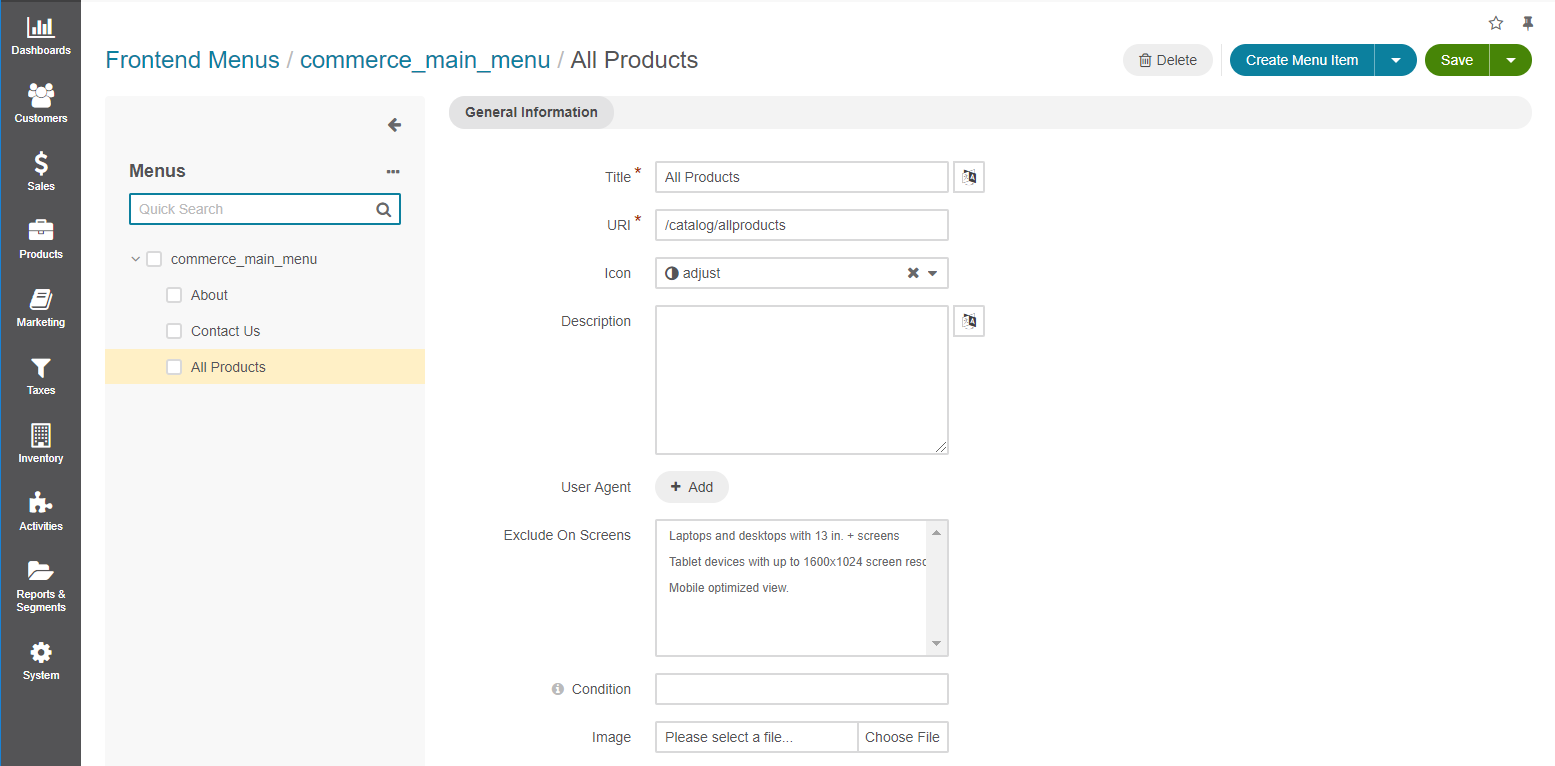 Dashboards
Customers
Sales
Products
Marketing
Taxes
Inventory
Activities
Reports &
Segments
System
Frontend Menus / commerce_main_menu / All Products
Delete
Create Menu Item
Save
Menus
Quick Search
commerce_main_menu
About
Contact Us
All Products
General Information
Title *
All Products
URI *
/catalog/allproducts
Icon
adjust
Description
User Agent
+ Add
Exclude On Screens
Laptops and desktops with 13 in. + screens
Tablet devices with up to 1600x1024 screen reso
Mobile optimized view.
Condition
Image
Please select a file...
Choose File